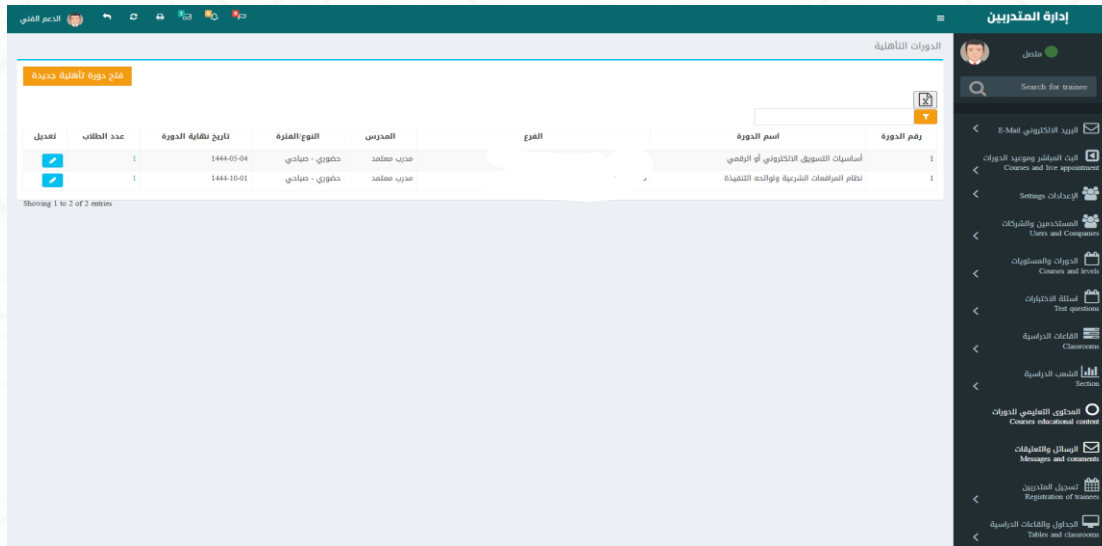 إدارة المتدربين
الدعم الفني
متصل
Search for trainee
البريد الالكتروني E-Mail
البث المباشر وموعيد الدورات
Courses and live appointment
الإعدادات Settings
المستخدمين والشركات
Users and Companies
الدورات والمستويات
Courses and levels
اسئلة الاختبارات
Test questions
القاعات الدراسية
Classrooms
الشعب الدراسية
Section
المحتوى التعليمي للدورات
Courses educational content
الرسائل والتعليقات
Messages and comments
تسجيل المتدربين
Registration of trainees
الجداول والقاعات الدراسية
Tables and classrooms
الدورات التأهلية
فتح دورة تأهلية جديدة
رقم الدورة اسم الدورة الفرع المدرس النوع/الفترة تاريخ نهاية الدورة عدد الطلاب تعديل
1 أساسيات التسويق الالكتروني أو الرقمي مدرب معتمد حضوري - صباحي 1444-05-04 1
1 نظام المرافعات الشرعية ولوائحه التنفيذة مدرب معتمد حضوري - صباحي 1444-10-01 1
Showing 1 to 2 of 2 entries